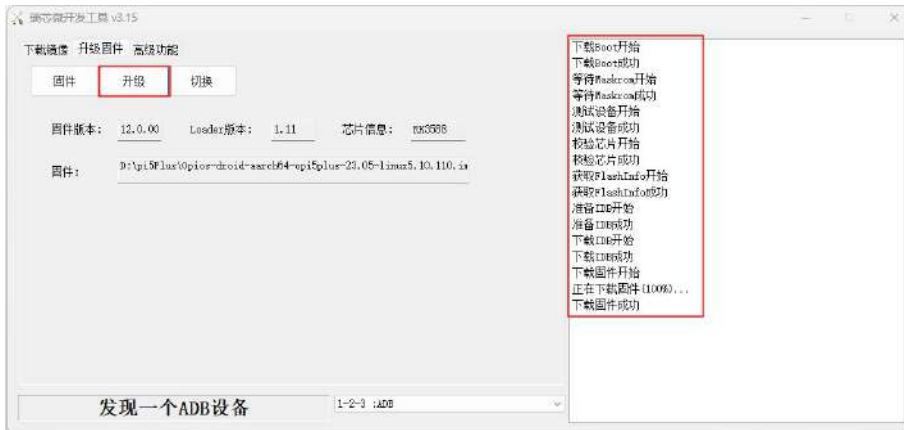 瑞芯微开发工具 v3.15
下载镜像 升级固件 高级功能
固件 升级 切换
固件版本： 12.0.00 Loader版本： 1.11 芯片信息： RK3588
固件： D:\pi5Plus\Opios-droid-aarch64-opi5plus-23.05-linux5.10.110.im
发现一个ADB设备 1-2-3 :ADB
下载Boot开始
下载Boot成功
等待Maskrom开始
等待Maskrom成功
测试设备开始
测试设备成功
校验芯片开始
校验芯片成功
获取FlashInfo开始
获取FlashInfo成功
准备IDB开始
准备IDB成功
下载IDB开始
下载IDB成功
下载固件开始
正在下载固件(100%)...
下载固件成功